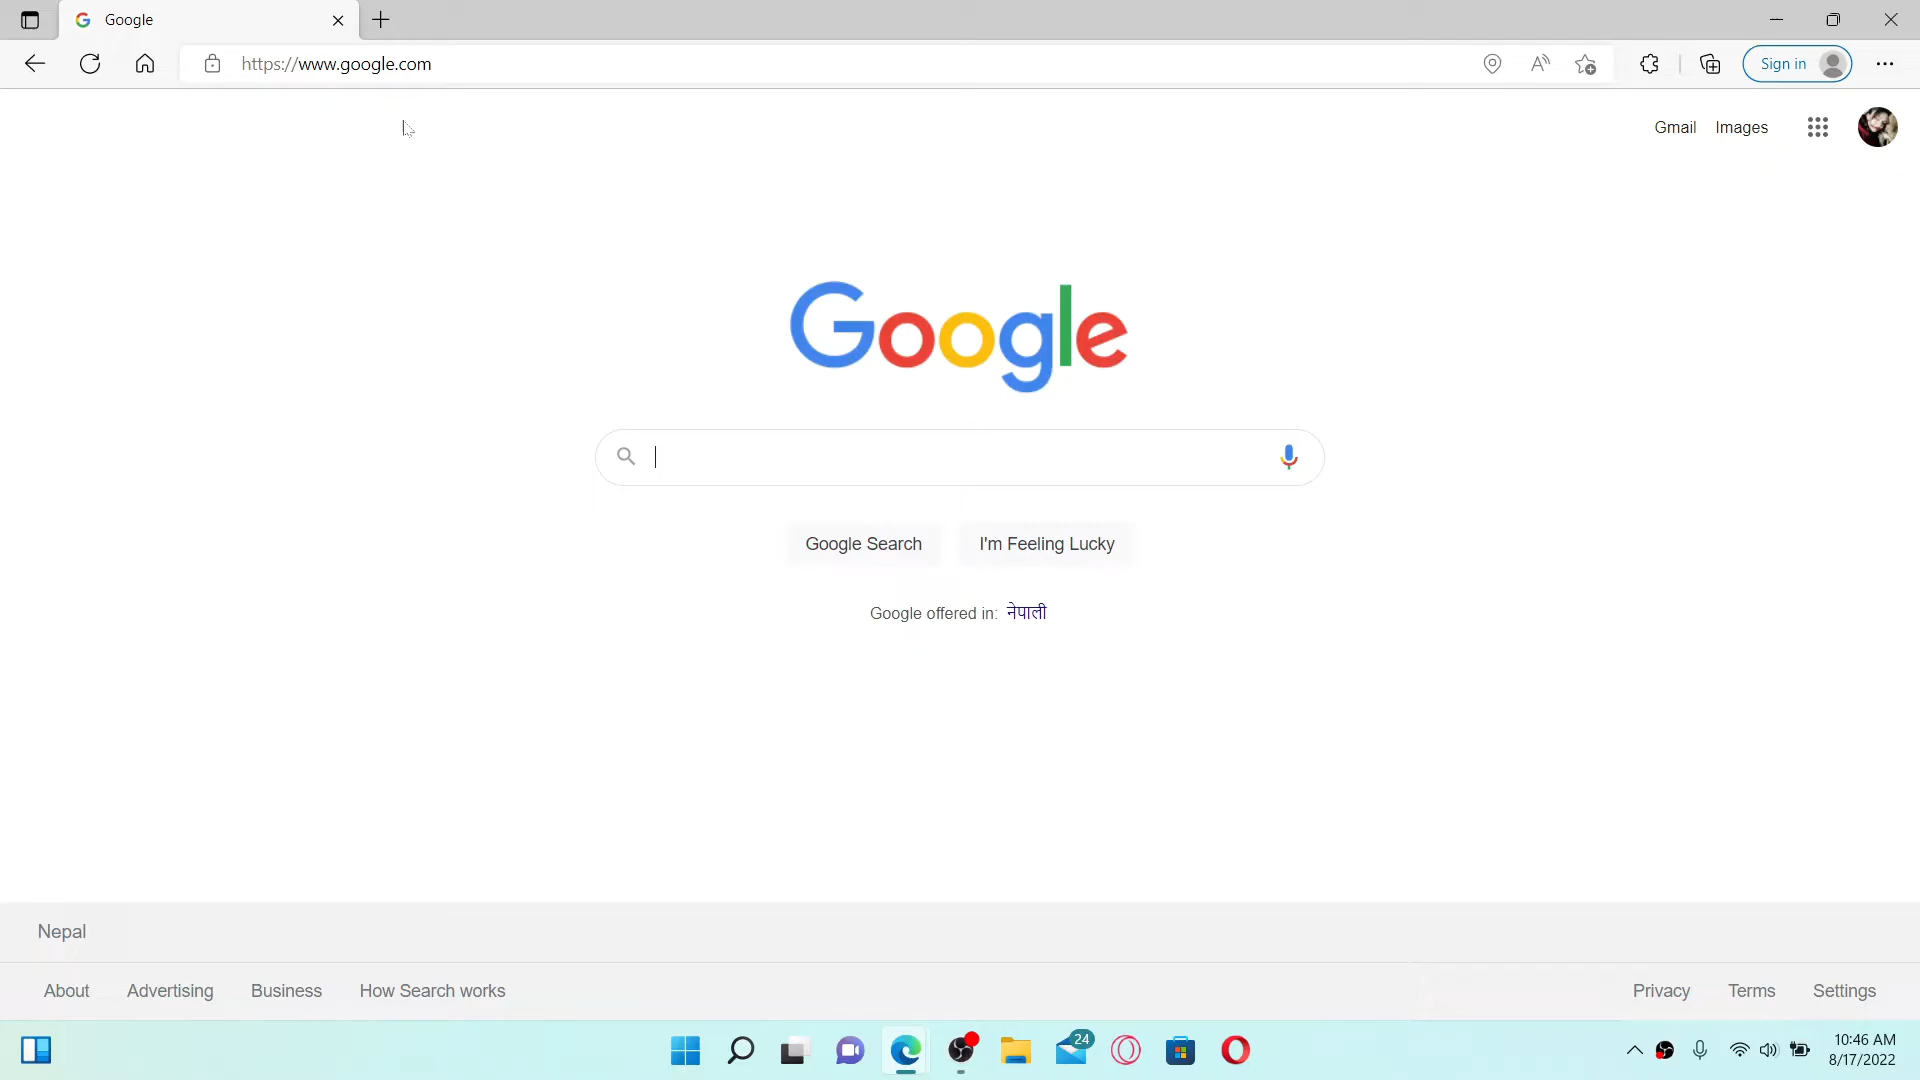 Google
https://www.google.com
Sign in
Gmail Images
Google
Google Search I'm Feeling Lucky
Google offered in: नेपाली
Nepal
About Advertising Business How Search works Privacy Terms Settings
24
10:46 AM
8/17/2022